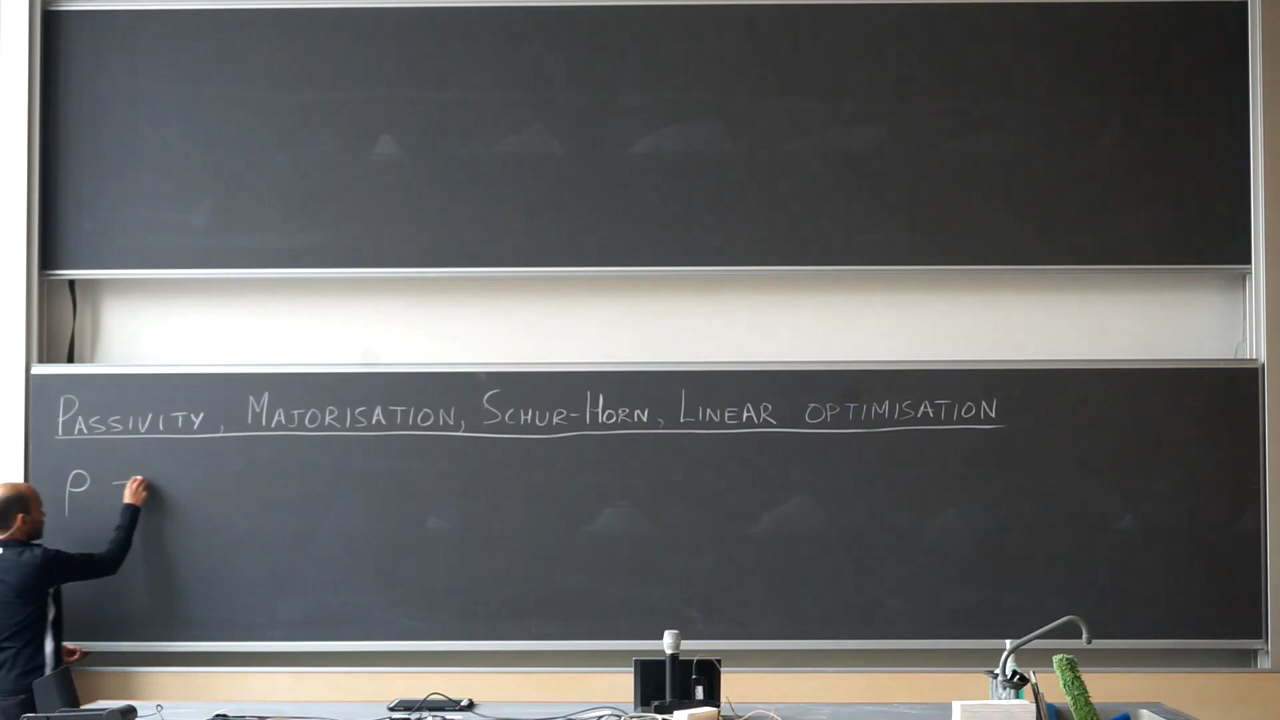 PASSIVITY, MAJORISATION, SCHUR-HORN, LINEAR OPTIMISATION
ρ -